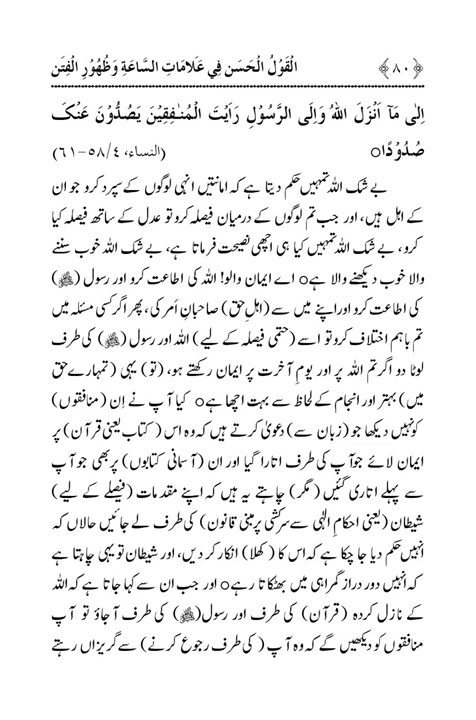 ﴿۸۰﴾ الْقَوْلُ الْحَسَن فِي عَلَامَاتِ السَّاعَةِ وَظُهُوْرِ الْفِتَن
اِلٰى مَآ اَنْزَلَ اللهُ وَاِلَى الرَّسُوْلِ رَاَيْتَ الْمُنٰفِقِيْنَ يَصُدُّوْنَ عَنْکَ
صُدُوْدًا○ (النساء، ٤/٥٨-٦١)
بے شک اللہ تمہیں حکم دیتا ہے کہ امانتیں انہی لوگوں کے سپرد کرو جو ان
کے اہل ہیں، اور جب تم لوگوں کے درمیان فیصلہ کرو تو عدل کے ساتھ فیصلہ کیا
کرو، بے شک اللہ تمہیں کیا ہی اچھی نصیحت فرماتا ہے، بے شک اللہ خوب سننے
والا خوب دیکھنے والا ہے○ اے ایمان والو! اللہ کی اطاعت کرو اور رسول (ﷺ)
کی اطاعت کرو اور اپنے میں سے (اہلِ حق) صاحبانِ اَمر کی، پھر اگر کسی مسئلہ میں
تم باہم اختلاف کرو تو اسے (حتمی فیصلہ کے لیے) اللہ اور رسول (ﷺ) کی طرف
لوٹا دو اگر تم اللہ پر اور یومِ آخرت پر ایمان رکھتے ہو، (تو) یہی (تمہارے حق
میں) بہتر اور انجام کے لحاظ سے بہت اچھا ہے○ کیا آپ نے اِن (منافقوں)
کو نہیں دیکھا جو (زبان سے) دعویٰ کرتے ہیں کہ وہ اس (کتاب یعنی قرآن) پر
ایمان لائے جو آپ کی طرف اتارا گیا اور ان (آسمانی کتابوں) پر بھی جو آپ
سے پہلے اتاری گئیں (مگر) چاہتے یہ ہیں کہ اپنے مقدمات (فیصلے کے لیے)
شیطان (یعنی احکامِ الٰہی سے سرکشی پر مبنی قانون) کی طرف لے جائیں حالاں کہ
انہیں حکم دیا جا چکا ہے کہ اس کا (کھلا) انکار کر دیں، اور شیطان تو یہی چاہتا ہے
کہ انہیں دور دراز گمراہی میں بھٹکاتا رہے○ اور جب ان سے کہا جاتا ہے کہ اللہ
کے نازل کردہ (قرآن) کی طرف اور رسول (ﷺ) کی طرف آجاؤ تو آپ
منافقوں کو دیکھیں گے کہ وہ آپ (کی طرف رجوع کرنے) سے گریزاں رہتے